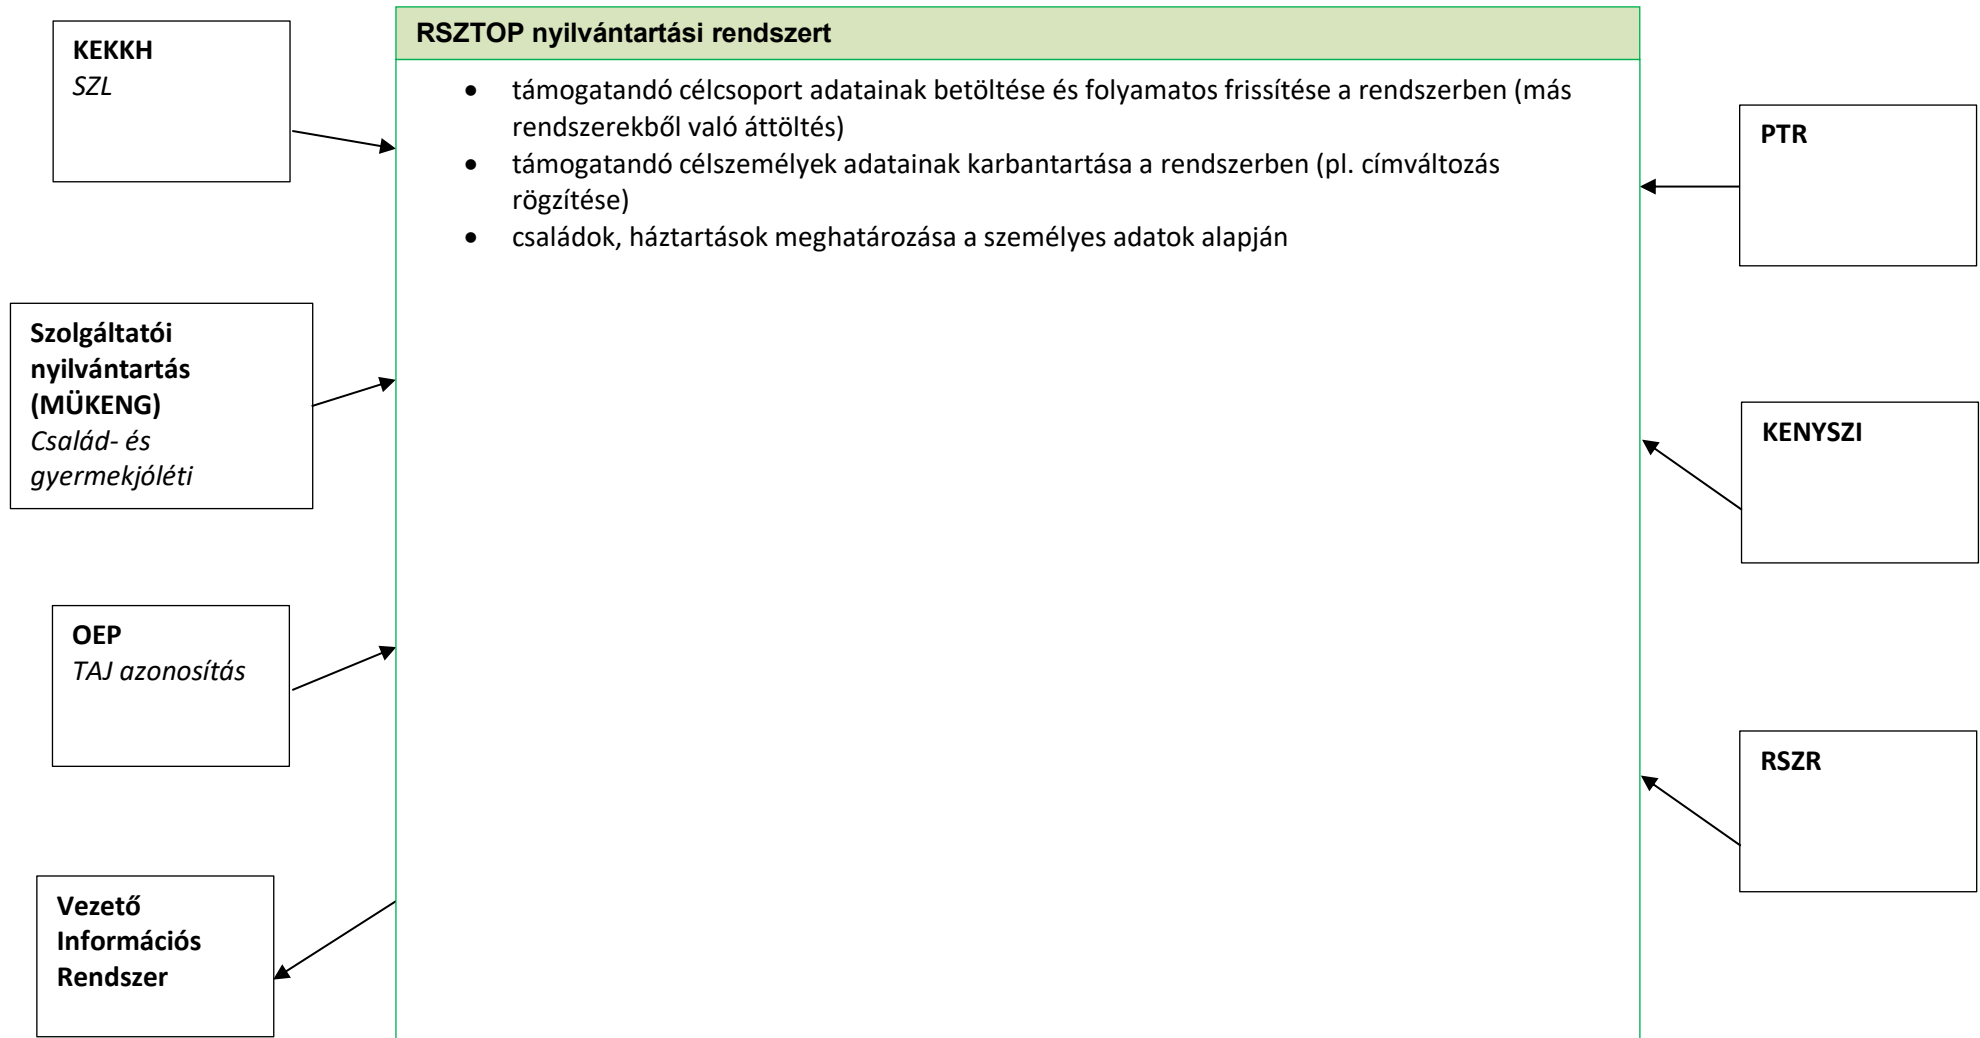 KEKKH
SZL
Szolgáltatói
nyilvántartás
(MÜKENG)
Család- és
gyermekjóléti
OEP
TAJ azonosítás
Vezető
Információs
Rendszer
RSZTOP nyilvántartási rendszert
• támogatandó célcsoport adatainak betöltése és folyamatos frissítése a rendszerben (más
rendszerekből való áttöltés)
• támogatandó célszemélyek adatainak karbantartása a rendszerben (pl. címváltozás
rögzítése)
• családok, háztartások meghatározása a személyes adatok alapján
PTR
KENYSZI
RSZR